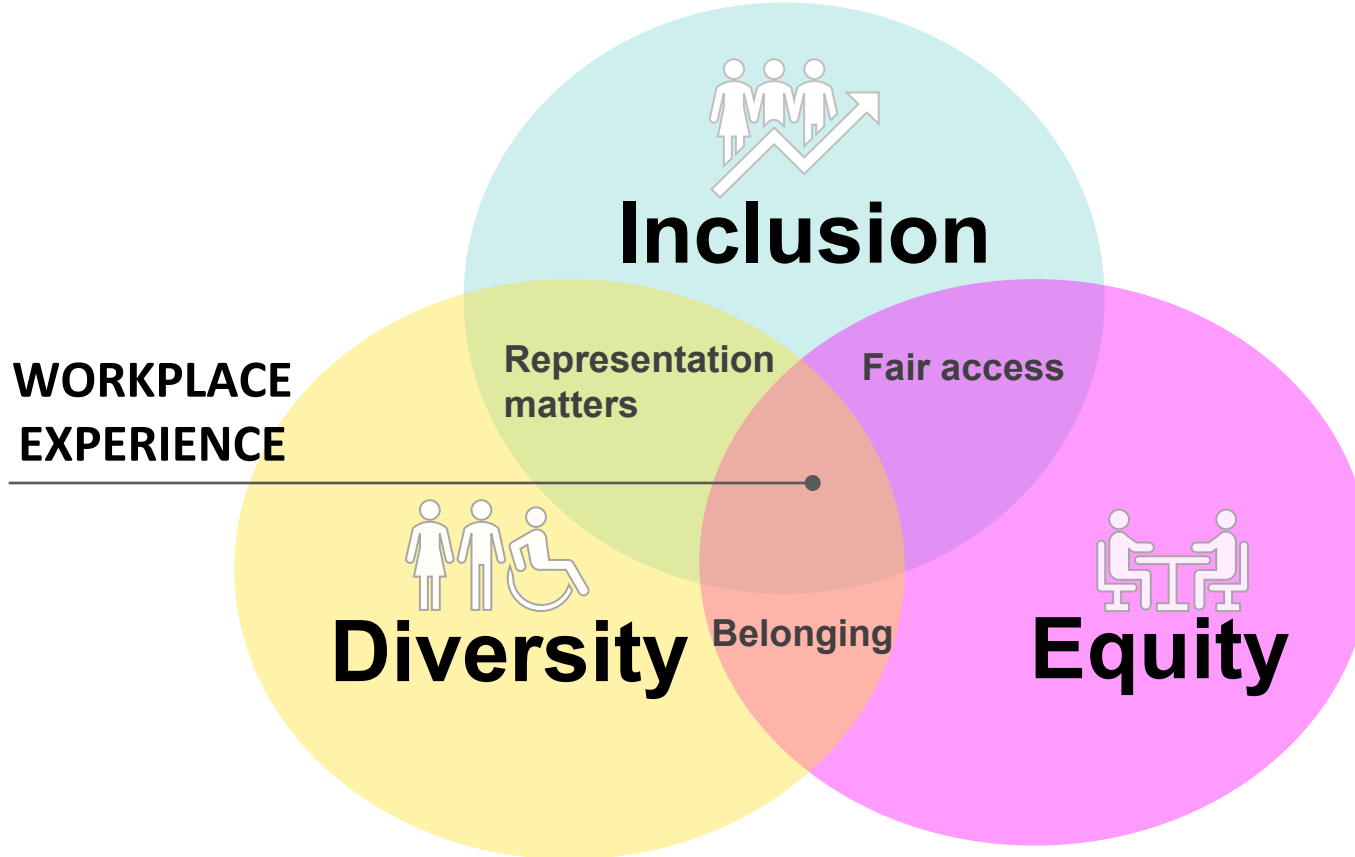 Inclusion
Representation
matters
Fair access
WORKPLACE
EXPERIENCE
Diversity
Belonging
Equity